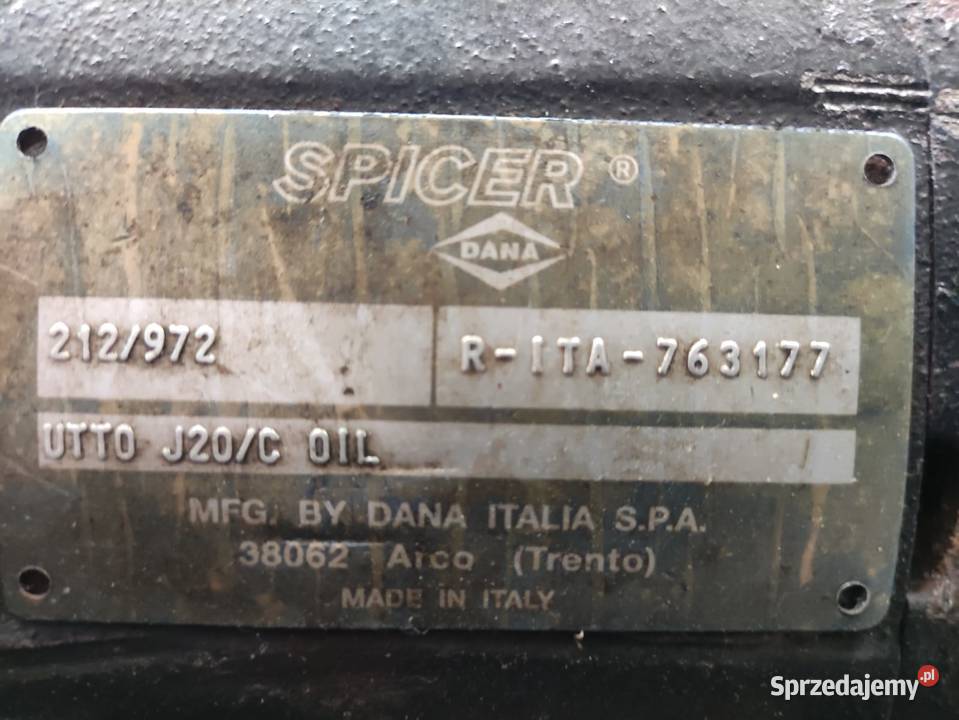 SPICER ®
DANA
212/972
R-ITA-763177
UTTO J20/C OIL
MFG. BY DANA ITALIA S.P.A.
38062 Arco (Trento)
MADE IN ITALY
Sprzedajemy.pl